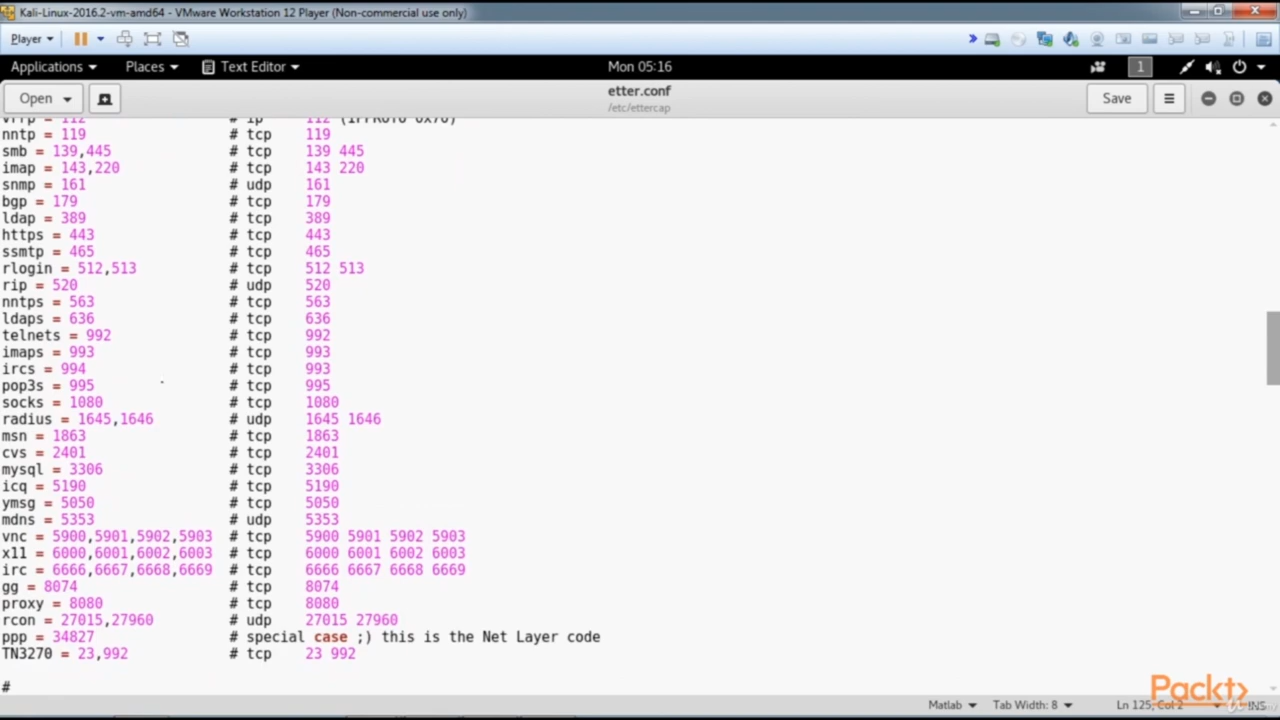 Kali-Linux-2016.2-vm-amd64 - VMware Workstation 12 Player (Non-commercial use only)
Player
Applications Places Text Editor Mon 05:16 1
Open etter.conf Save
/etc/ettercap
vrrp = 112 # ip 112 (IPPROTO 0x70)
nntp = 119 # tcp 119
smb = 139,445 # tcp 139 445
imap = 143,220 # tcp 143 220
snmp = 161 # udp 161
bgp = 179 # tcp 179
ldap = 389 # tcp 389
https = 443 # tcp 443
ssmtp = 465 # tcp 465
rlogin = 512,513 # tcp 512 513
rip = 520 # udp 520
nntps = 563 # tcp 563
ldaps = 636 # tcp 636
telnets = 992 # tcp 992
imaps = 993 # tcp 993
ircs = 994 # tcp 993
pop3s = 995 # tcp 995
socks = 1080 # tcp 1080
radius = 1645,1646 # udp 1645 1646
msn = 1863 # tcp 1863
cvs = 2401 # tcp 2401
mysql = 3306 # tcp 3306
icq = 5190 # tcp 5190
ymsg = 5050 # tcp 5050
mdns = 5353 # udp 5353
vnc = 5900,5901,5902,5903 # tcp 5900 5901 5902 5903
x11 = 6000,6001,6002,6003 # tcp 6000 6001 6002 6003
irc = 6666,6667,6668,6669 # tcp 6666 6667 6668 6669
gg = 8074 # tcp 8074
proxy = 8080 # tcp 8080
rcon = 27015,27960 # udp 27015 27960
ppp = 34827 # special case ;) this is the Net Layer code
TN3270 = 23,992 # tcp 23 992
#
Packt
Matlab Tab Width: 8 Ln 125, Col 2 INS